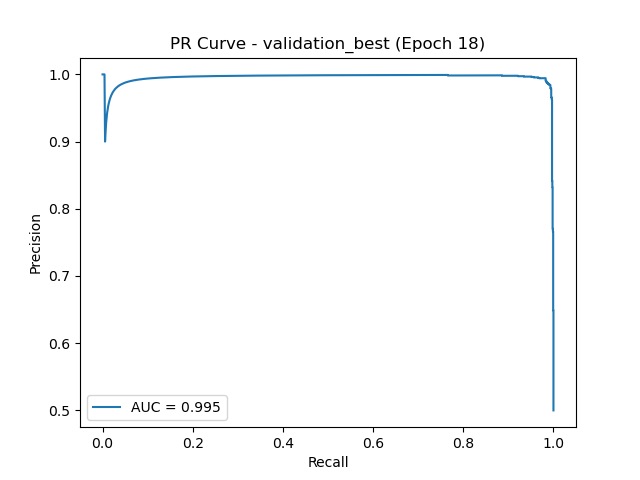 PR Curve - validation_best (Epoch 18)
1.0
0.9
0.8
0.7
0.6
0.5
Precision
AUC = 0.995
0.0 0.2 0.4 0.6 0.8 1.0
Recall